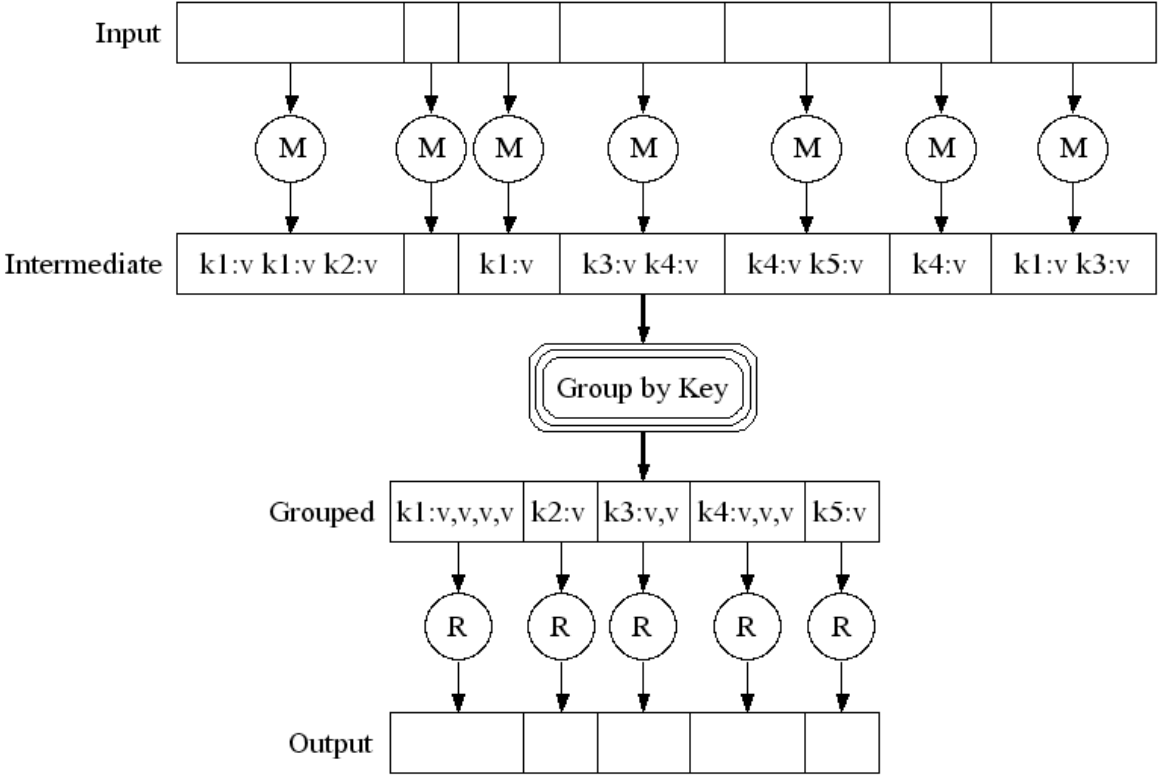 Input
M M M M M M M
Intermediate k1:v k1:v k2:v k1:v k3:v k4:v k4:v k5:v k4:v k1:v k3:v
Group by Key
Grouped k1:v,v,v,v k2:v k3:v,v k4:v,v,v k5:v
R R R R R
Output